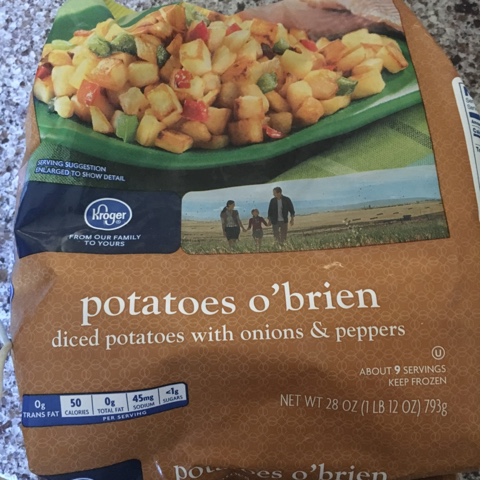 SERVING SUGGESTION
ENLARGED TO SHOW DETAIL
Kroger
FROM OUR FAMILY
TO YOURS
potatoes o'brien
diced potatoes with onions & peppers
U
ABOUT 9 SERVINGS
KEEP FROZEN
NET WT 28 OZ (1 LB 12 OZ) 793g
0g
TRANS FAT
50
CALORIES
0g
TOTAL FAT
45mg
SODIUM
<1g
SUGARS
PER SERVING
potatoes o'brien